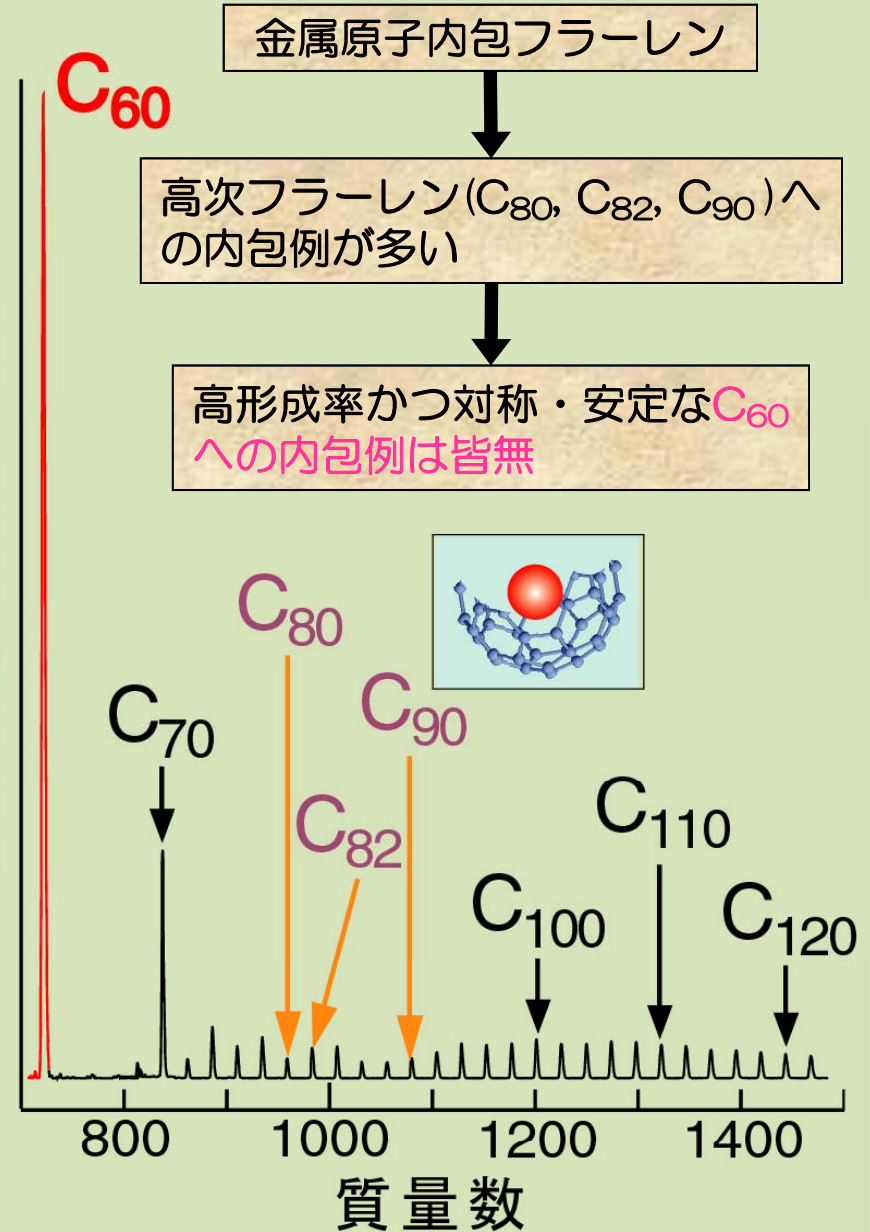 金属原子内包フラーレン
C60
高次フラーレン(C80, C82, C90)へ
の内包例が多い
高形成率かつ対称・安定なC60
への内包例は皆無
C80
C70
C90
C82
C110
C100
C120
800 1000 1200 1400
質量数